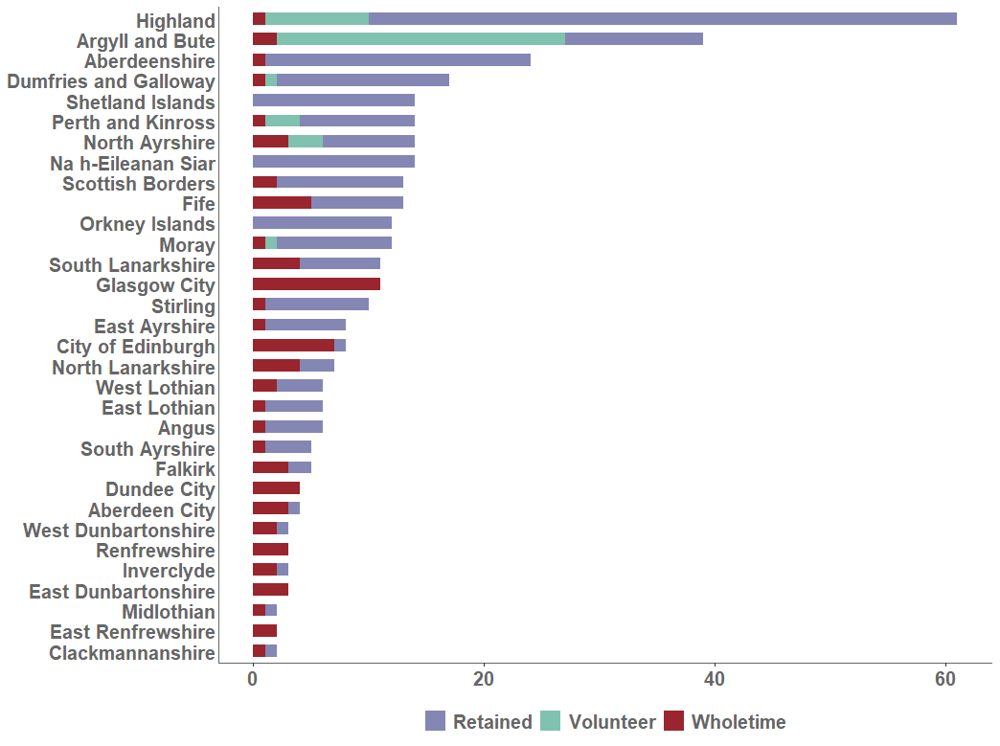 Highland
Argyll and Bute
Aberdeenshire
Dumfries and Galloway
Shetland Islands
Perth and Kinross
North Ayrshire
Na h-Eileanan Siar
Scottish Borders
Fife
Orkney Islands
Moray
South Lanarkshire
Glasgow City
Stirling
East Ayrshire
City of Edinburgh
North Lanarkshire
West Lothian
East Lothian
Angus
South Ayrshire
Falkirk
Dundee City
Aberdeen City
West Dunbartonshire
Renfrewshire
Inverclyde
East Dunbartonshire
Midlothian
East Renfrewshire
Clackmannanshire
0 20 40 60
Retained Volunteer Wholetime